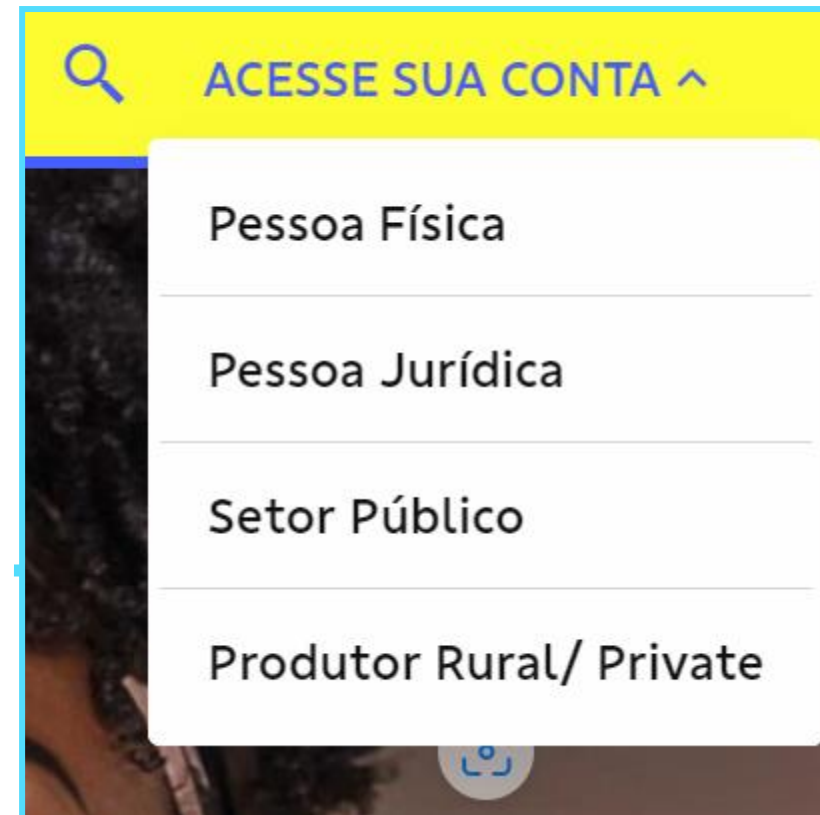 ACESSE SUA CONTA
Pessoa Física
Pessoa Jurídica
Setor Público
Produtor Rural/ Private